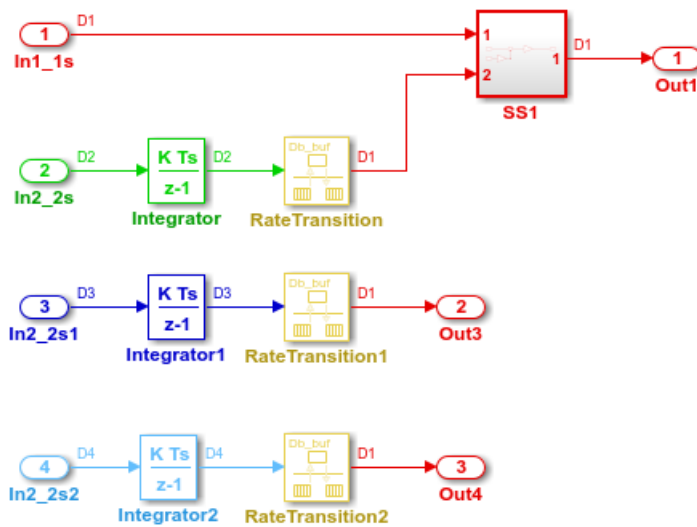 D1
1
In1_1s
1
2
1
SS1
D1
1
Out1
D2
2
In2_2s
K Ts
z-1
Integrator
D2
Db_buf
RateTransition
D1
D3
3
In2_2s1
K Ts
z-1
Integrator1
D3
Db_buf
RateTransition1
D1
2
Out3
D4
4
In2_2s2
K Ts
z-1
Integrator2
D4
Db_buf
RateTransition2
D1
3
Out4